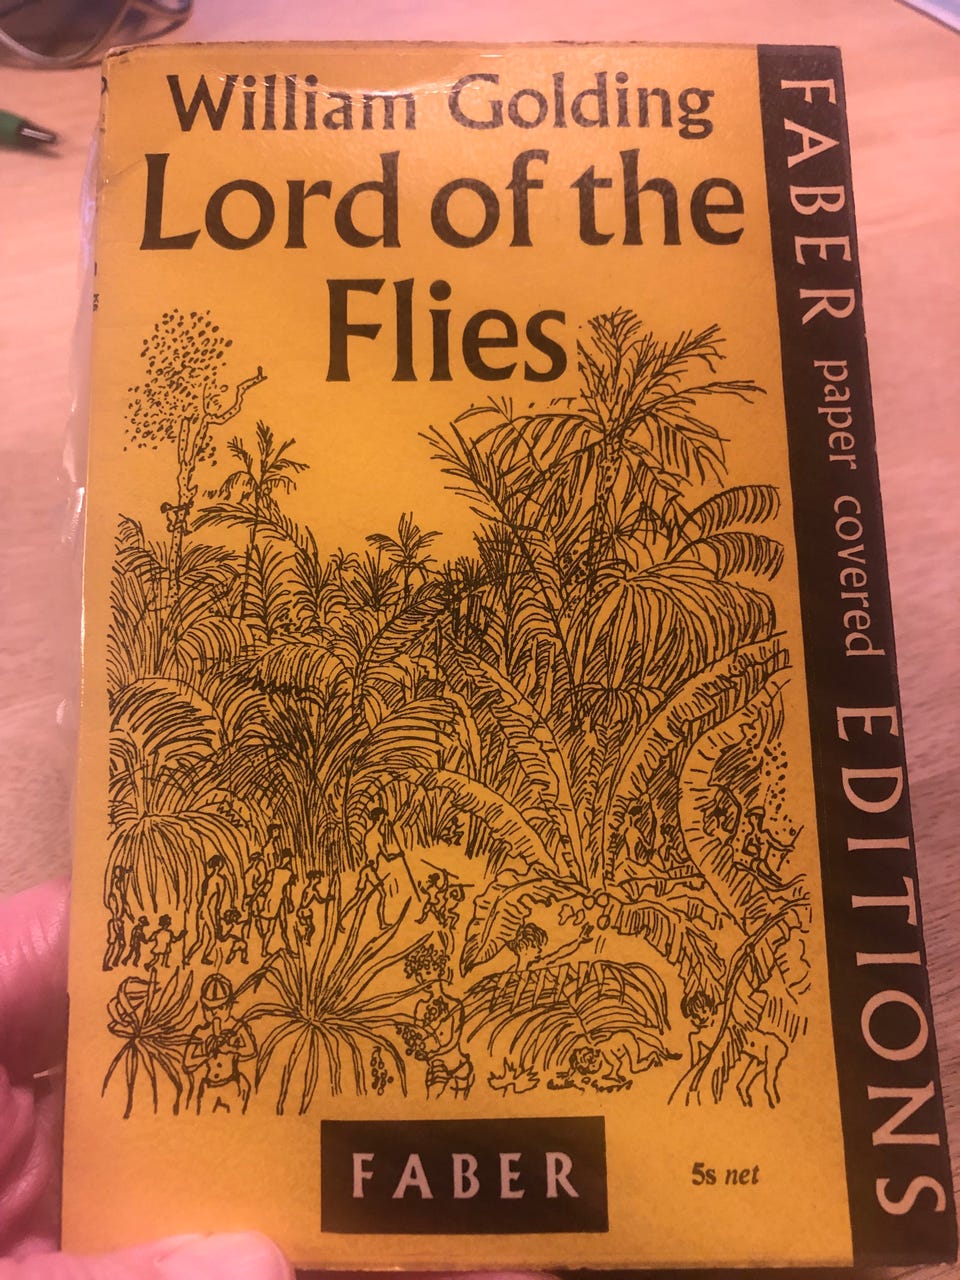 William Golding
Lord of the
Flies
FABER paper covered EDITIONS
FABER
5s net